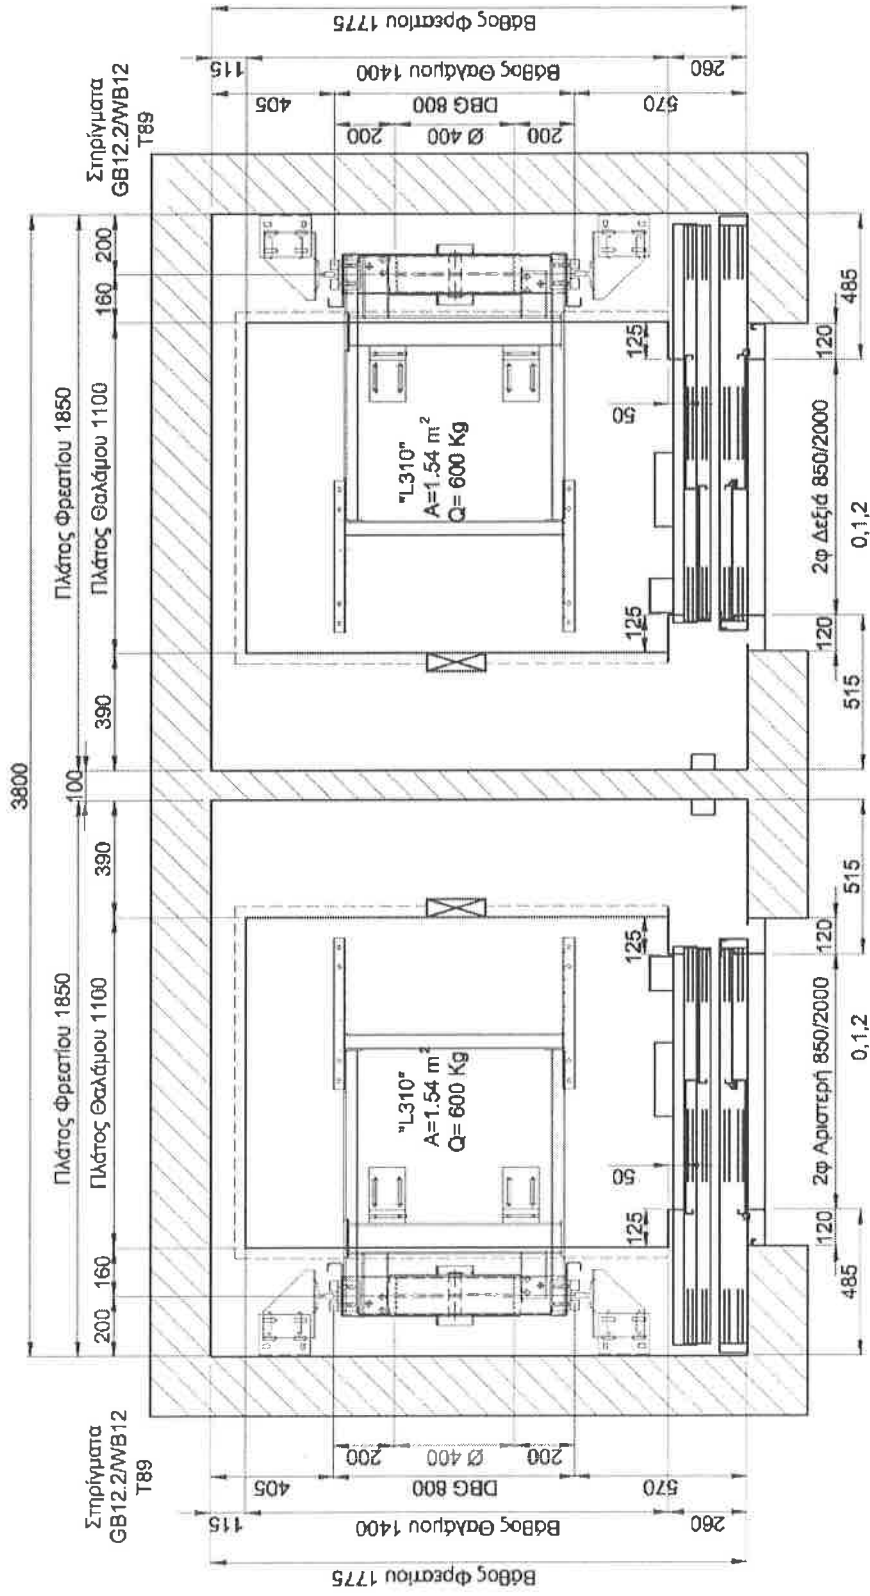 3800
Πλάτος Φρεατίου 1850
100
Πλάτος Φρεατίου 1850
Πλάτος Θαλάμου 1100
Πλάτος Θαλάμου 1100
200
160
390
390
160
200
Στηρίγματα
GB12.2/WB12
T89
Στηρίγματα
GB12.2/WB12
T89
Βάθος Φρεατίου 1775
115
Βάθος Θαλάμου 1400
260
405
DBG 800
570
200
Ø 400
200
"L310"
A=1.54 m²
Q= 600 Kg
"L310"
A=1.54 m²
Q= 600 Kg
200
Ø 400
200
405
DBG 800
570
115
Βάθος Θαλάμου 1400
260
Βάθος Φρεατίου 1775
125
50
125
125
50
125
120
2φ Αριστερή 850/2000
120
120
2φ Δεξιά 850/2000
120
485
0,1,2
515
515
0,1,2
485